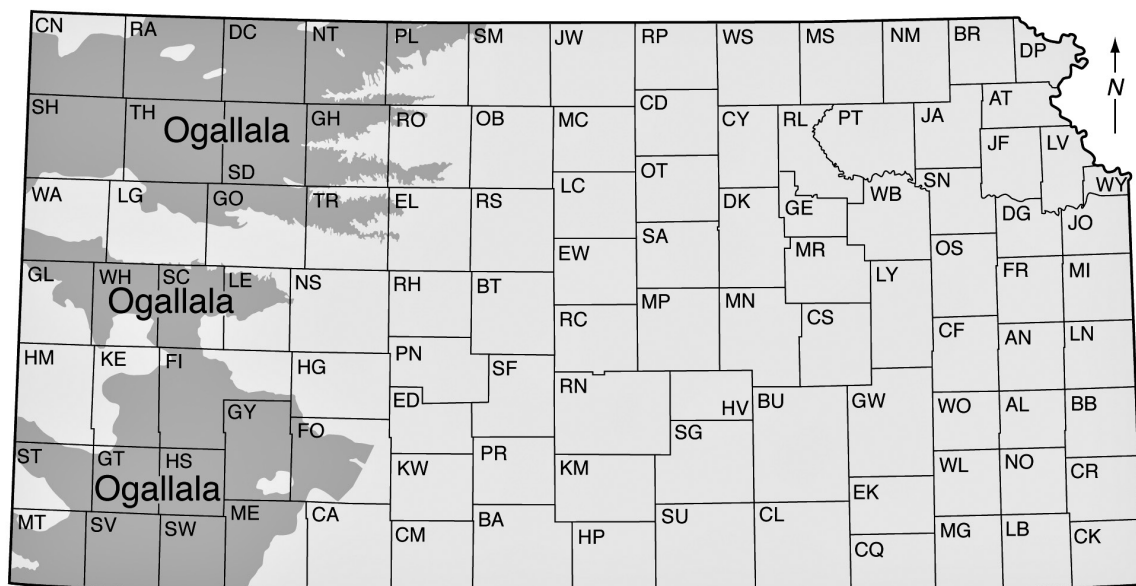 CN RA DC NT PL SM JW RP WS MS NM BR DP
N
SH TH GH RO OB MC CD CY RL PT JA AT
Ogallala
SD OT JF LV
WA LG GO TR EL RS LC DK GE WB SN WY
DG JO
GL WH SC LE NS RH BT EW SA MR LY OS FR MI
Ogallala
RC MP MN CS CF AN LN
HM KE FI HG PN SF RN HV BU GW WO AL BB
GY FO ED SG
ST GT HS KW PR KM WL NO CR
Ogallala
EK
MT SV SW ME CA CM BA HP SU CL CQ MG LB CK